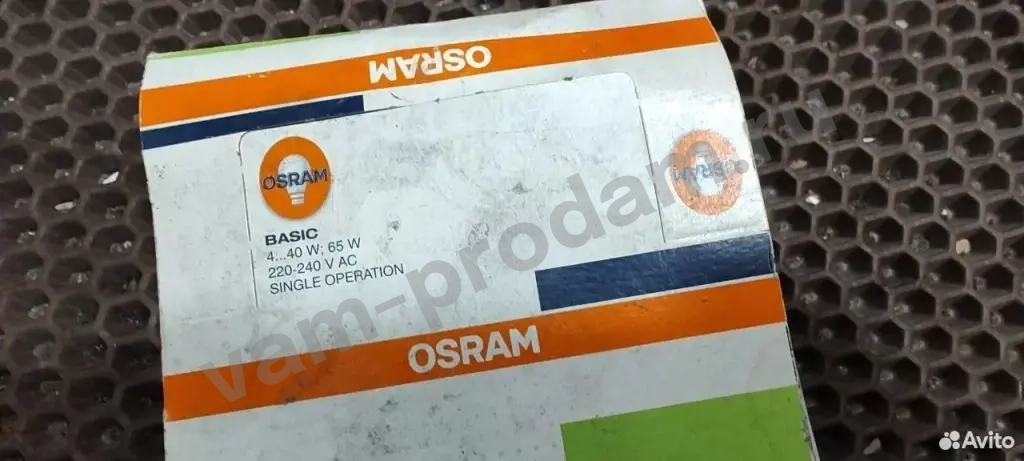 OSRAM
OSRAM
OSRAM
BASIC
4...40 W; 65 W
220-240 V AC
SINGLE OPERATION
OSRAM
vam-prodam.ru
Avito